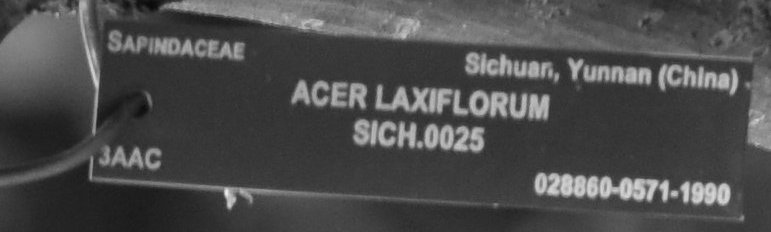 SAPINDACEAE
Sichuan, Yunnan (China)
ACER LAXIFLORUM
SICH.0025
3AAC
028860-0571-1990